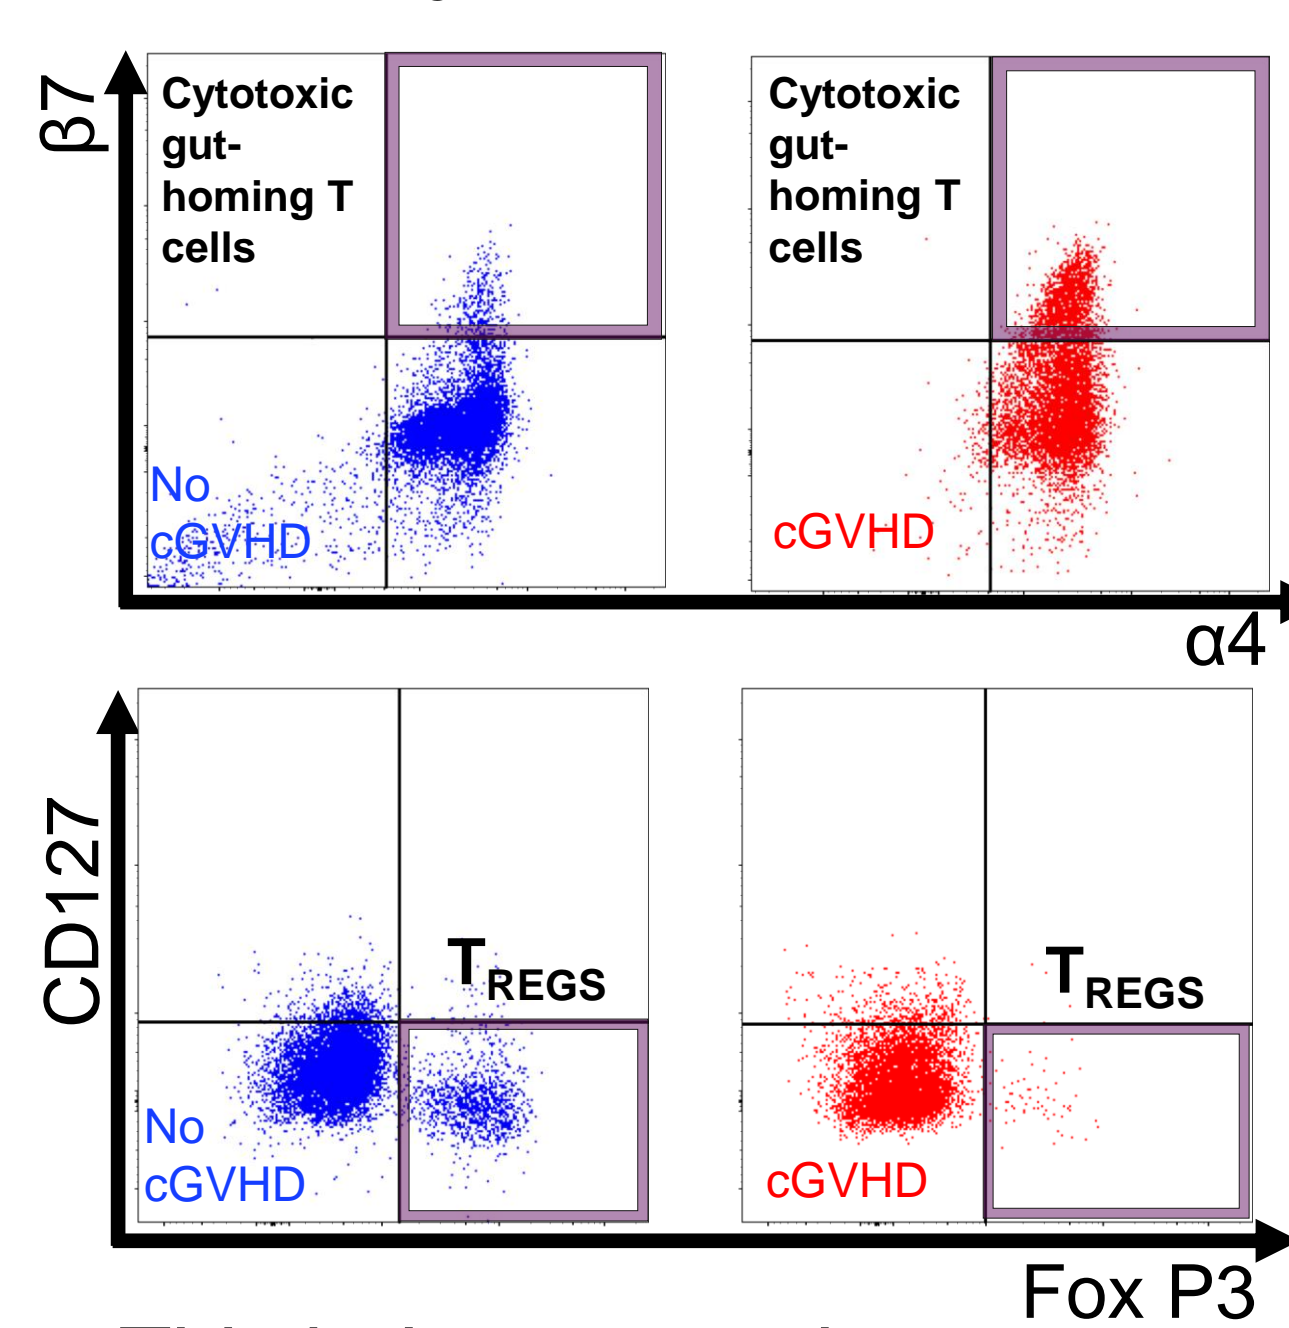 β7
Cytotoxic
gut-
homing T
cells
No
cGVHD
Cytotoxic
gut-
homing T
cells
cGVHD
α4
CD127
TREGS
No
cGVHD
TREGS
cGVHD
Fox P3